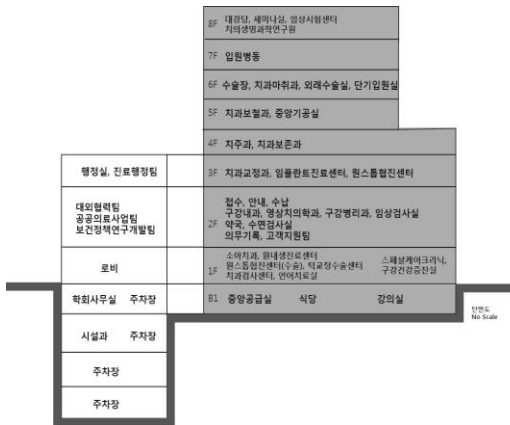 8F 대강당, 세미나실, 임상시험센터
치의생명과학연구원
7F 입원병동
6F 수술장, 치과마취과, 외래수술실, 단기입원실
5F 치과보철과, 중앙기공실
4F 치주과, 치과보존과
행정실, 진료행정팀
3F 치과교정과, 임플란트진료센터, 원스톱협진센터
대외협력팀
공공의료사업팀
보건정책연구개발팀
2F 접수, 안내, 수납
구강내과, 영상치의학과, 구강병리과, 임상검사실
약국, 수면검사실
의무기록, 고객지원팀
로비
1F 소아치과, 원내생진료센터
원스톱협진센터(수술), 턱교정수술센터
치과검사센터, 언어치료실
스페셜케어크리닉,
구강건강증진실
학회사무실 주차장
B1 중앙공급실 식당 강의실
시설과 주차장
주차장
주차장
단면도
No Scale